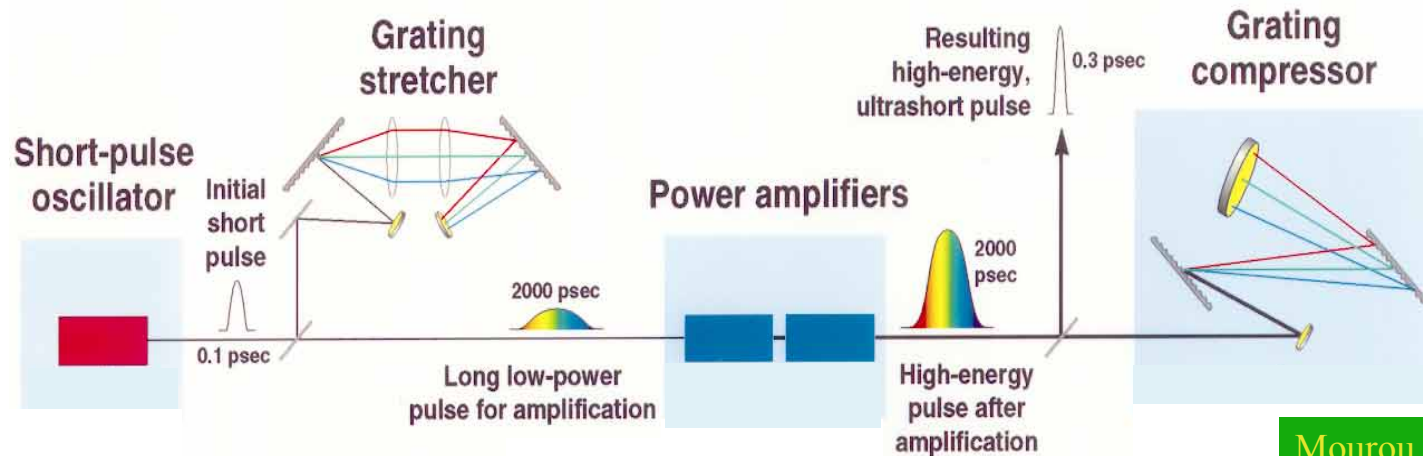 Grating
stretcher
Short-pulse
oscillator
Initial
short
pulse
0.1 psec
2000 psec
Long low-power
pulse for amplification
Power amplifiers
2000
psec
High-energy
pulse after
amplification
Resulting
high-energy,
ultrashort pulse
0.3 psec
Grating
compressor
Mourou